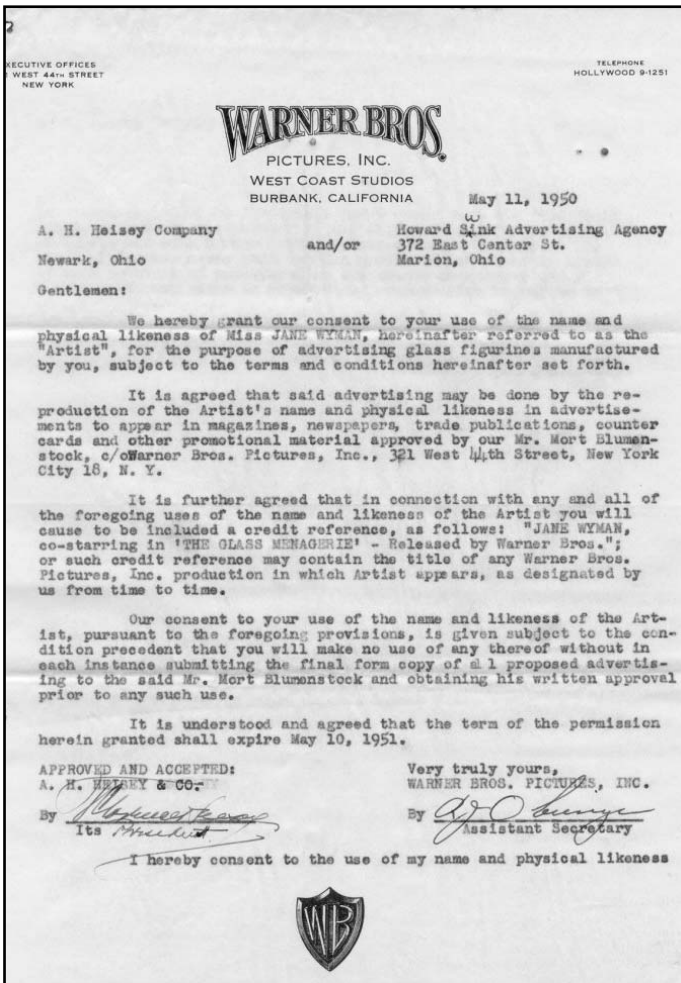 XECUTIVE OFFICES
WEST 44TH STREET
NEW YORK
TELEPHONE
HOLLYWOOD 9-1251
WARNER BROS.
PICTURES, INC.
WEST COAST STUDIOS
BURBANK, CALIFORNIA
May 11, 1950
A. H. Heisey Company
Newark, Ohio
and/or
Howard Sink Advertising Agency
372 East Center St.
Marion, Ohio
Gentlemen:
We hereby grant our consent to your use of the name and
physical likeness of Miss JANE WYMAN, hereinafter referred to as the
"Artist", for the purpose of advertising glass figurines manufactured
by you, subject to the terms and conditions hereinafter set forth.
It is agreed that said advertising may be done by the re-
production of the Artist's name and physical likeness in advertise-
ments to appear in magazines, newspapers, trade publications, counter
cards and other promotional material approved by our Mr. Mort Blumen-
stock, c/oWarner Bros. Pictures, Inc., 321 West 44th Street, New York
City 18, N. Y.
It is further agreed that in connection with any and all of
the foregoing uses of the name and likeness of the Artist you will
cause to be included a credit reference, as follows: "JANE WYMAN,
co-starring in 'THE GLASS MENAGERIE' - Released by Warner Bros.";
or such credit reference may contain the title of any Warner Bros.
Pictures, Inc. production in which Artist appears, as designated by
us from time to time.
Our consent to your use of the name and likeness of the Art-
ist, pursuant to the foregoing provisions, is given subject to the con-
dition precedent that you will make no use of any thereof without in
each instance submitting the final form copy of all proposed advertis-
ing to the said Mr. Mort Blumenstock and obtaining his written approval
prior to any such use.
It is understood and agreed that the term of the permission
herein granted shall expire May 10, 1951.
APPROVED AND ACCEPTED:
A. H. HEISEY & CO.
By
Its President
Very truly yours,
WARNER BROS. PICTURES, INC.
By
Assistant Secretary
I hereby consent to the use of my name and physical likeness
WB